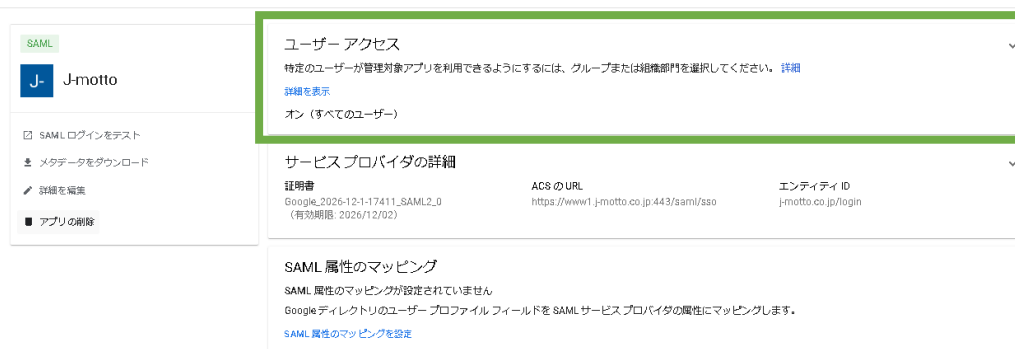 SAML
J-
J-motto
SAML ログインをテスト
メタデータをダウンロード
詳細を編集
アプリの削除
ユーザー アクセス
特定のユーザーが管理対象アプリを利用できるようにするには、グループまたは組織部門を選択してください。 詳細
詳細を表示
オン（すべてのユーザー）
サービス プロバイダの詳細
証明書
Google_2026-12-1-17411_SAML2_0
（有効期限: 2026/12/02）
ACS の URL
https://www1.j-motto.co.jp:443/saml/sso
エンティティ ID
j-motto.co.jp/login
SAML 属性のマッピング
SAML 属性のマッピングが設定されていません
Google ディレクトリのユーザー プロファイル フィールドを SAML サービス プロバイダの属性にマッピングします。
SAML 属性のマッピングを設定